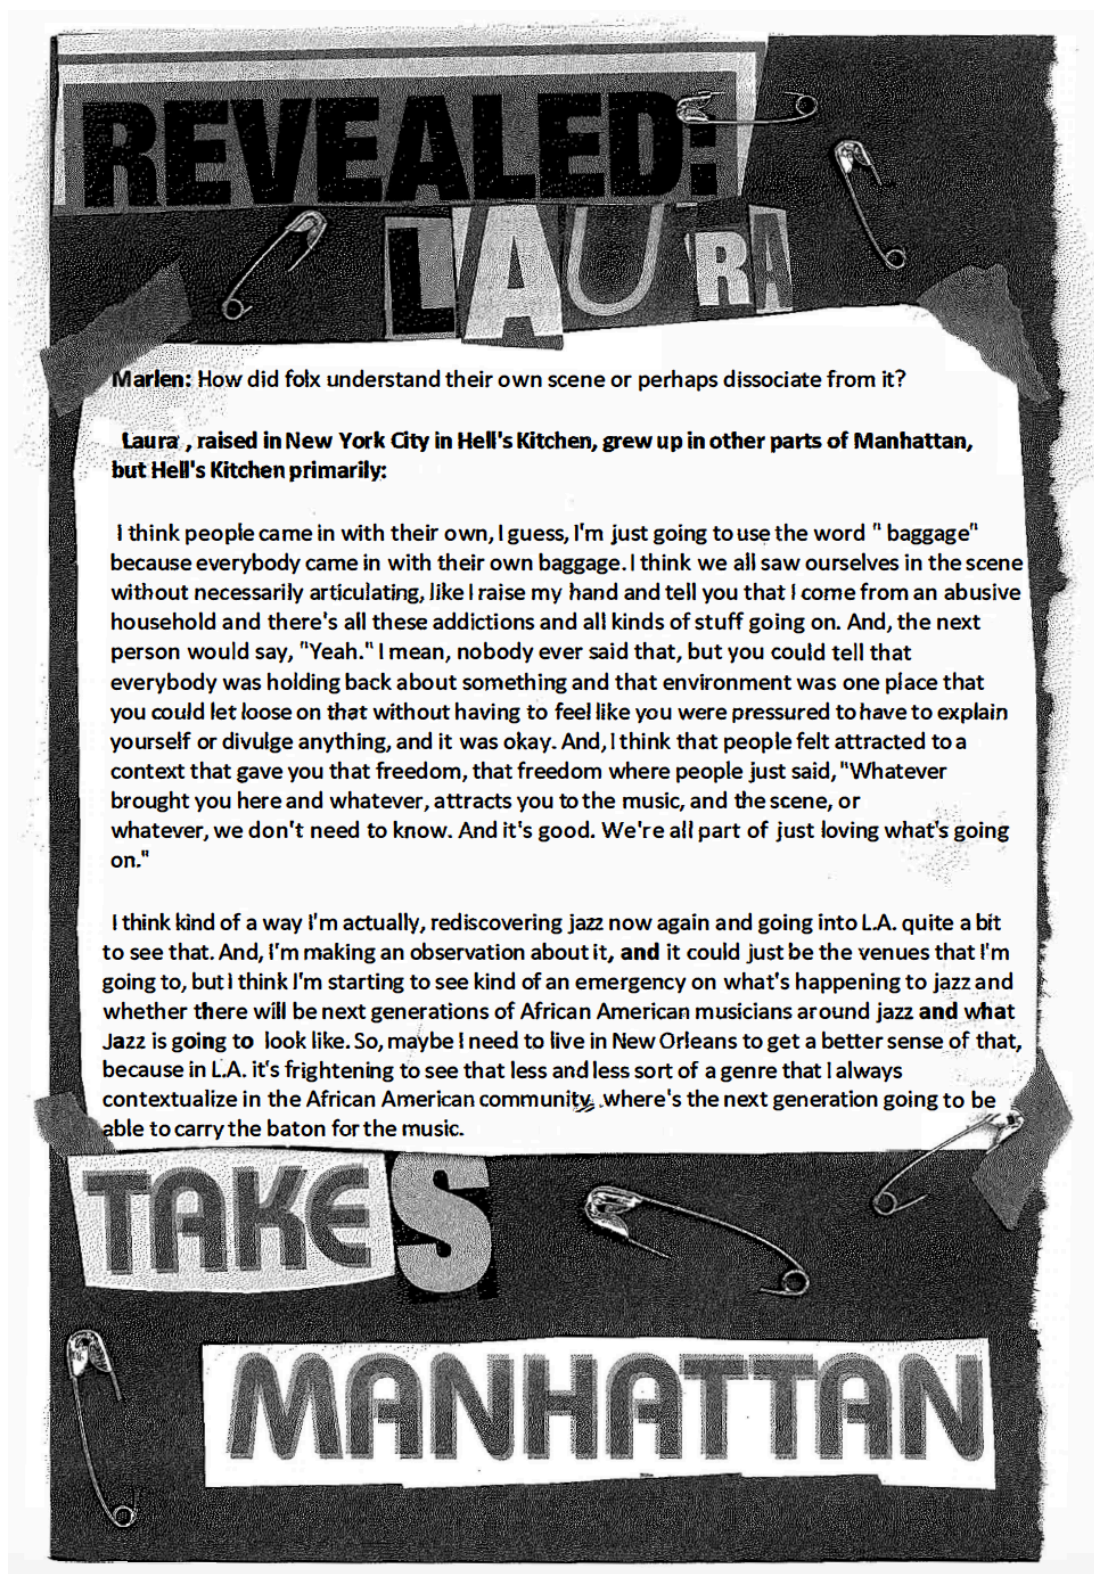 REVEALED:
LAURA
Marlen: How did folx understand their own scene or perhaps dissociate from it?
Laura , raised in New York City in Hell's Kitchen, grew up in other parts of Manhattan,
but Hell's Kitchen primarily:
I think people came in with their own, I guess, I'm just going to use the word " baggage"
because everybody came in with their own baggage. I think we all saw ourselves in the scene
without necessarily articulating, like I raise my hand and tell you that I come from an abusive
household and there's all these addictions and all kinds of stuff going on. And, the next
person would say, "Yeah." I mean, nobody ever said that, but you could tell that
everybody was holding back about something and that environment was one place that
you could let loose on that without having to feel like you were pressured to have to explain
yourself or divulge anything, and it was okay. And, I think that people felt attracted to a
context that gave you that freedom, that freedom where people just said, "Whatever
brought you here and whatever, attracts you to the music, and the scene, or
whatever, we don't need to know. And it's good. We're all part of just loving what's going
on."
I think kind of a way I'm actually, rediscovering jazz now again and going into L.A. quite a bit
to see that. And, I'm making an observation about it, and it could just be the venues that I'm
going to, but I think I'm starting to see kind of an emergency on what's happening to jazz and
whether there will be next generations of African American musicians around jazz and what
Jazz is going to look like. So, maybe I need to live in New Orleans to get a better sense of that,
because in L.A. it's frightening to see that less and less sort of a genre that I always
contextualize in the African American community, .where's the next generation going to be
able to carry the baton for the music.
TAKES
MANHATTAN